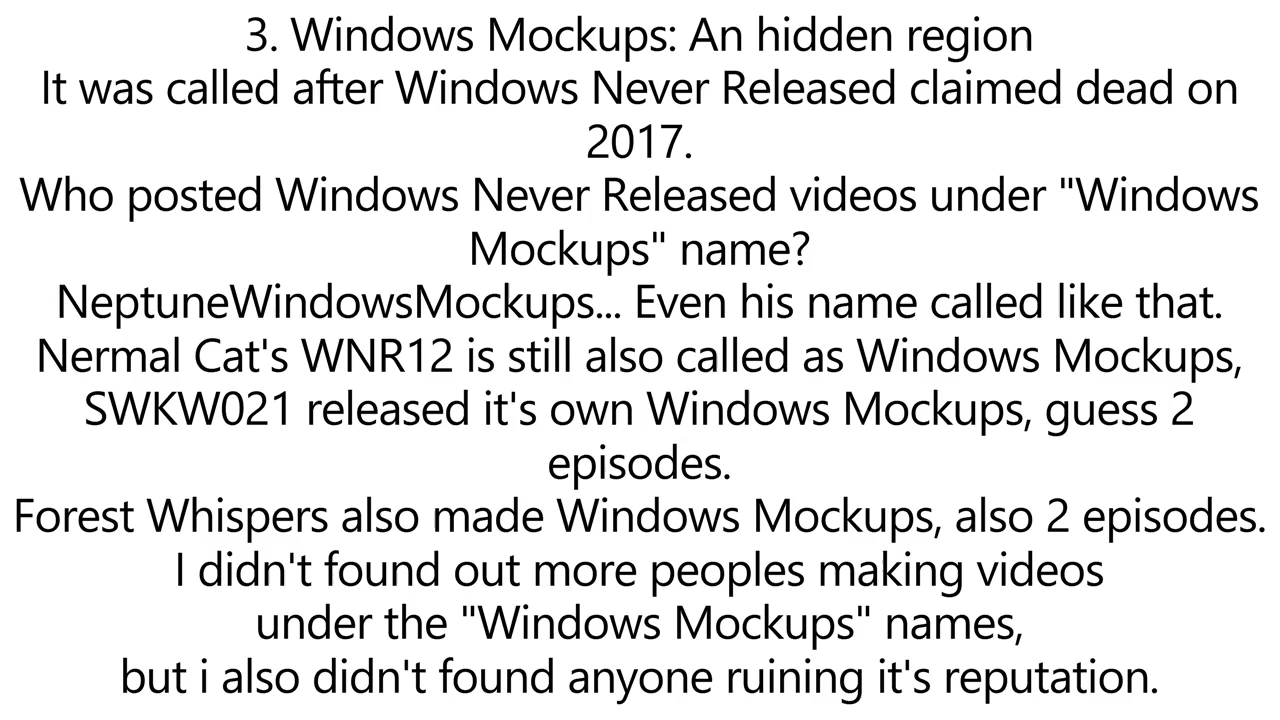 3. Windows Mockups: An hidden region
It was called after Windows Never Released claimed dead on
2017.
Who posted Windows Never Released videos under "Windows
Mockups" name?
NeptuneWindowsMockups... Even his name called like that.
Nermal Cat's WNR12 is still also called as Windows Mockups,
SWKW021 released it's own Windows Mockups, guess 2
episodes.
Forest Whispers also made Windows Mockups, also 2 episodes.
I didn't found out more peoples making videos
under the "Windows Mockups" names,
but i also didn't found anyone ruining it's reputation.